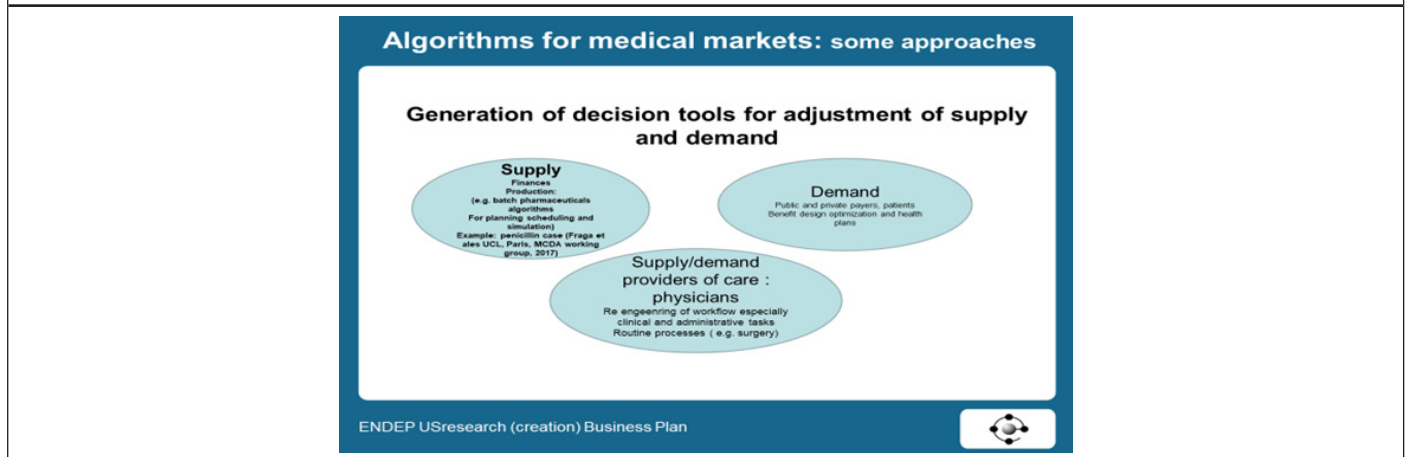 Algorithms for medical markets: some approaches
Generation of decision tools for adjustment of supply
and demand
Supply
Finances
Production:
(e.g. batch pharmaceuticals
algorithms
For planning scheduling and
simulation)
Example: penicillin case (Fraga et
ales UCL, Paris, MCDA working
group, 2017)
Demand
Public and private payers, patients
Benefit design optimization and health
plans
Supply/demand
providers of care :
physicians
Re engeenring of workflow especially
clinical and administrative tasks
Routine processes ( e.g. surgery)
ENDEP USresearch (creation) Business Plan